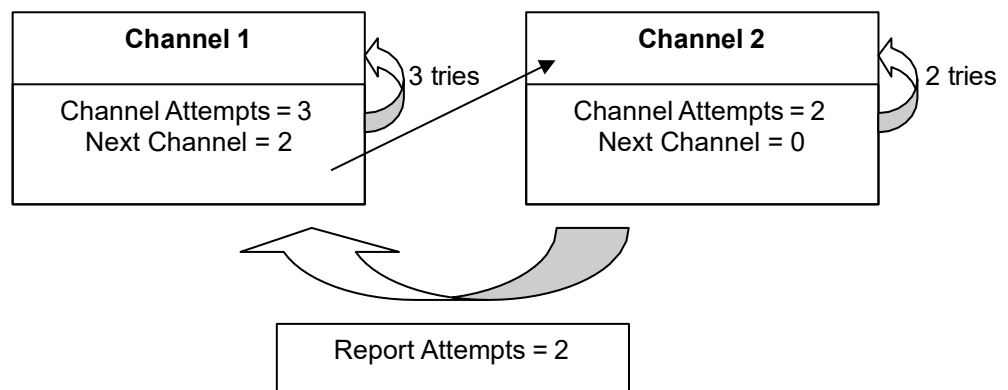 Channel 1
3 tries
Channel Attempts = 3
Next Channel = 2
Channel 2
2 tries
Channel Attempts = 2
Next Channel = 0
Report Attempts = 2